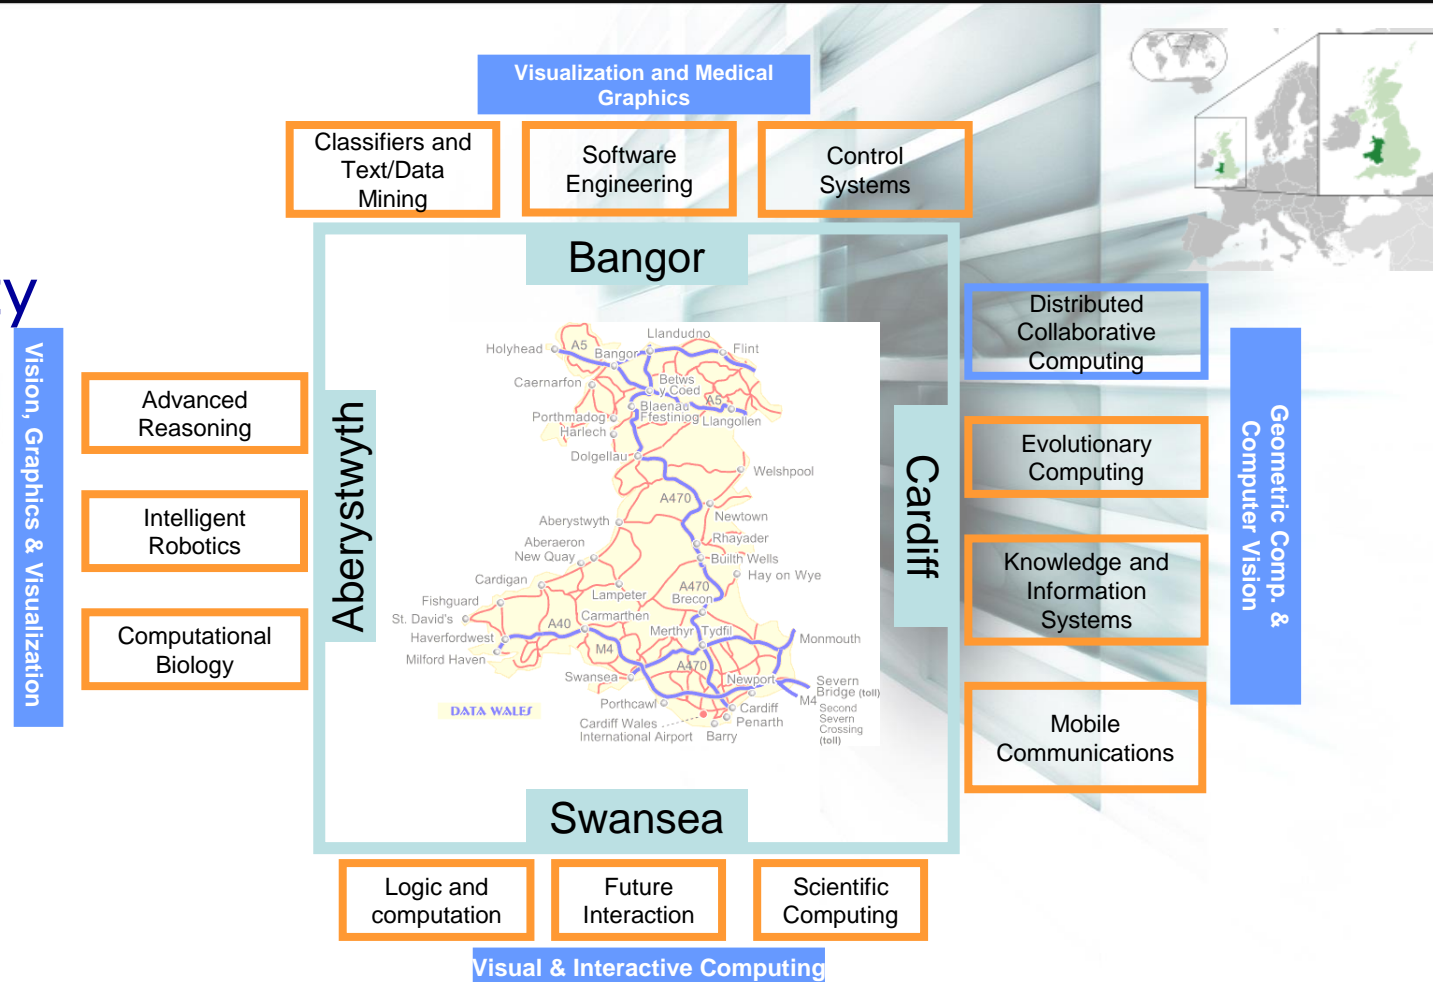 Visualization and Medical
Graphics
Classifiers and
Text/Data
Mining
Software
Engineering
Control
Systems
Bangor
ty
Vision, Graphics & Visualization
Advanced
Reasoning
Intelligent
Robotics
Computational
Biology
Aberystwyth
Llandudno
Holyhead
A5
Bangor
Flint
Caernarfon
Betws
y Coed
Blaenau
Ffestiniog
A5
Porthmadog
Llangollen
Harlech
Dolgellau
Welshpool
A470
Newtown
Aberystwyth
Rhayader
Aberaeron
New Quay
Builth Wells
Hay on Wye
Cardigan
A470
Lampeter
Brecon
Fishguard
St. David's
Carmarthen
A40
Merthyr Tydfil
Monmouth
Haverfordwest
M4
Milford Haven
A470
Swansea
Newport
Severn
Bridge (toll)
M4
Porthcawl
Cardiff
Second
Severn
Crossing
(toll)
Penarth
Cardiff Wales
International Airport
Barry
DATA WALES
Cardiff
Distributed
Collaborative
Computing
Evolutionary
Computing
Knowledge and
Information
Systems
Mobile
Communications
Geometric Comp. &
Computer Vision
Swansea
Logic and
computation
Future
Interaction
Scientific
Computing
Visual & Interactive Computing